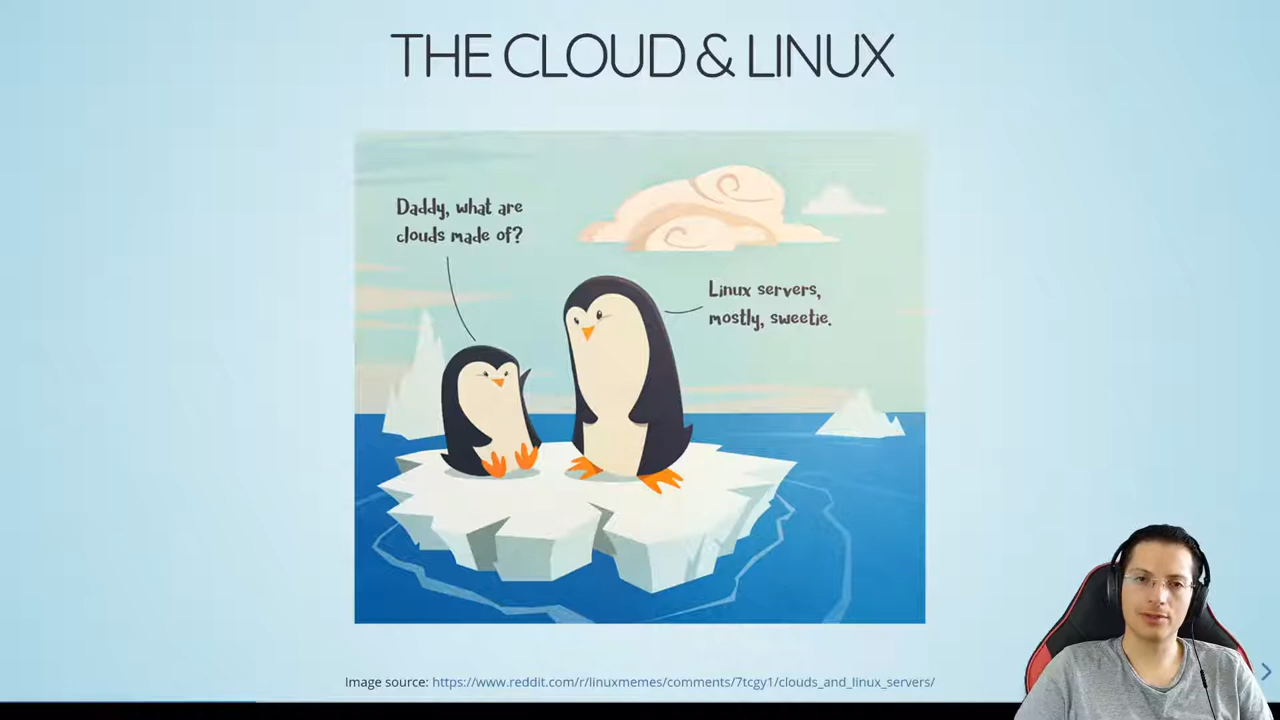 THE CLOUD & LINUX
Daddy, what are
clouds made of?
Linux servers,
mostly, sweetie.
Image source: https://www.reddit.com/r/linuxmemes/comments/7tcgy1/clouds_and_linux_servers/